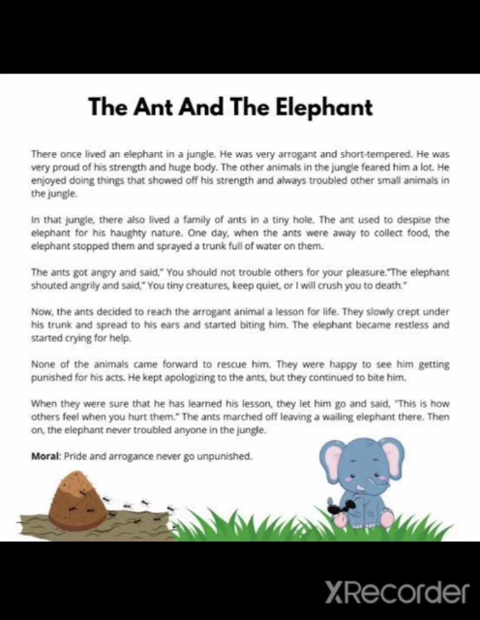 The Ant And The Elephant
There once lived an elephant in a jungle. He was very arrogant and short-tempered. He was
very proud of his strength and huge body. The other animals in the jungle feared him a lot. He
enjoyed doing things that showed off his strength and always troubled other small animals in
the jungle.
In that jungle, there also lived a family of ants in a tiny hole. The ant used to despise the
elephant for his haughty nature. One day, when the ants were away to collect food, the
elephant stopped them and sprayed a trunk full of water on them.
The ants got angry and said," You should not trouble others for your pleasure."The elephant
shouted angrily and said," You tiny creatures, keep quiet, or I will crush you to death."
Now, the ants decided to reach the arrogant animal a lesson for life. They slowly crept under
his trunk and spread to his ears and started biting him. The elephant became restless and
started crying for help.
None of the animals came forward to rescue him. They were happy to see him getting
punished for his acts. He kept apologizing to the ants, but they continued to bite him.
When they were sure that he has learned his lesson, they let him go and said, "This is how
others feel when you hurt them." The ants marched off leaving a wailing elephant there. Then
on, the elephant never troubled anyone in the jungle.
Moral: Pride and arrogance never go unpunished.
XRecorder